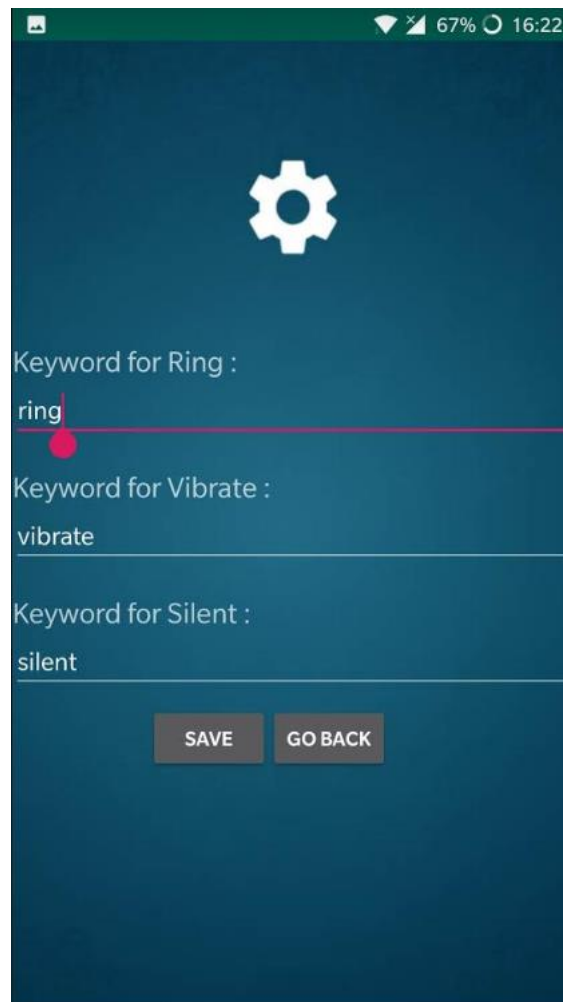 67% 16:22
Keyword for Ring :
ring
Keyword for Vibrate :
vibrate
Keyword for Silent :
silent
SAVE GO BACK